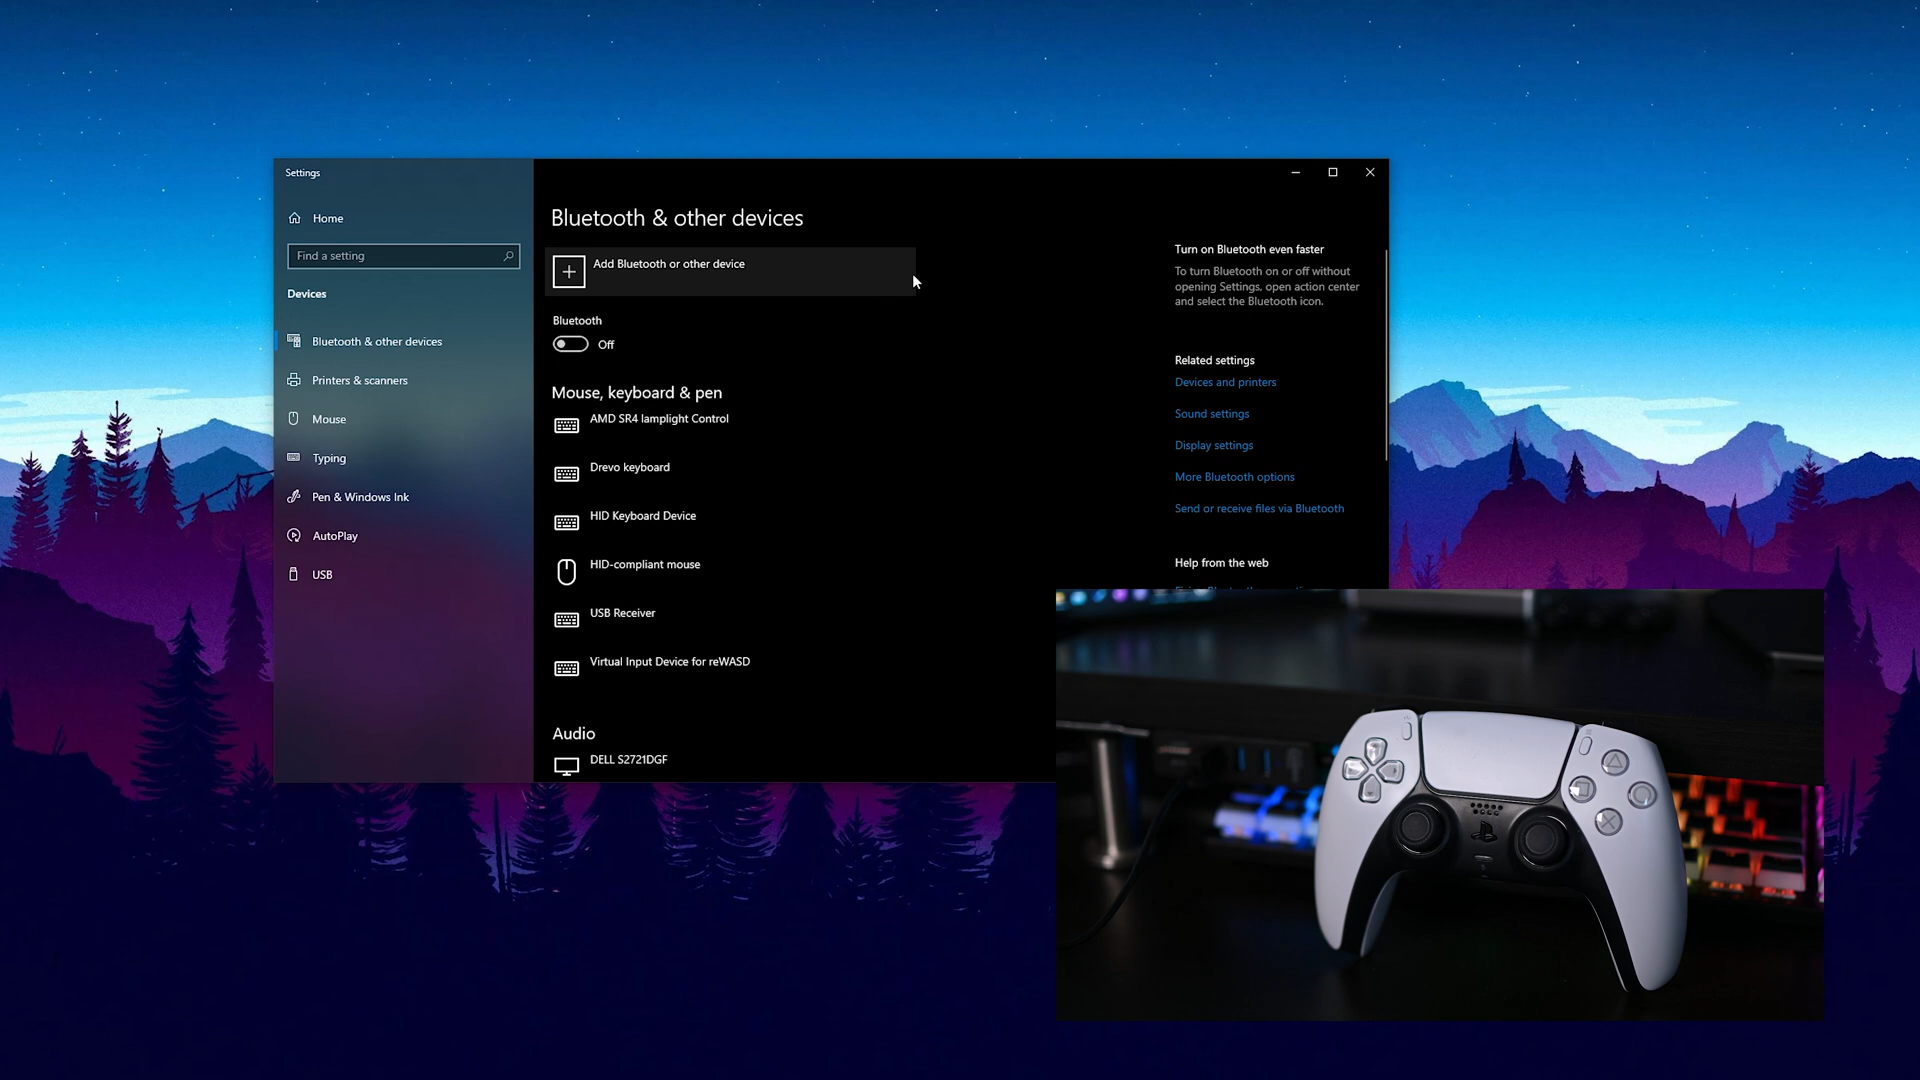 Settings
Home
Find a setting
Devices
Bluetooth & other devices
Printers & scanners
Mouse
Typing
Pen & Windows Ink
AutoPlay
USB
Bluetooth & other devices
Add Bluetooth or other device
Bluetooth
Off
Mouse, keyboard & pen
AMD SR4 lamplight Control
Drevo keyboard
HID Keyboard Device
HID-compliant mouse
USB Receiver
Virtual Input Device for reWASD
Audio
DELL S2721DGF
Turn on Bluetooth even faster
To turn Bluetooth on or off without
opening Settings, open action center
and select the Bluetooth icon.
Related settings
Devices and printers
Sound settings
Display settings
More Bluetooth options
Send or receive files via Bluetooth
Help from the web